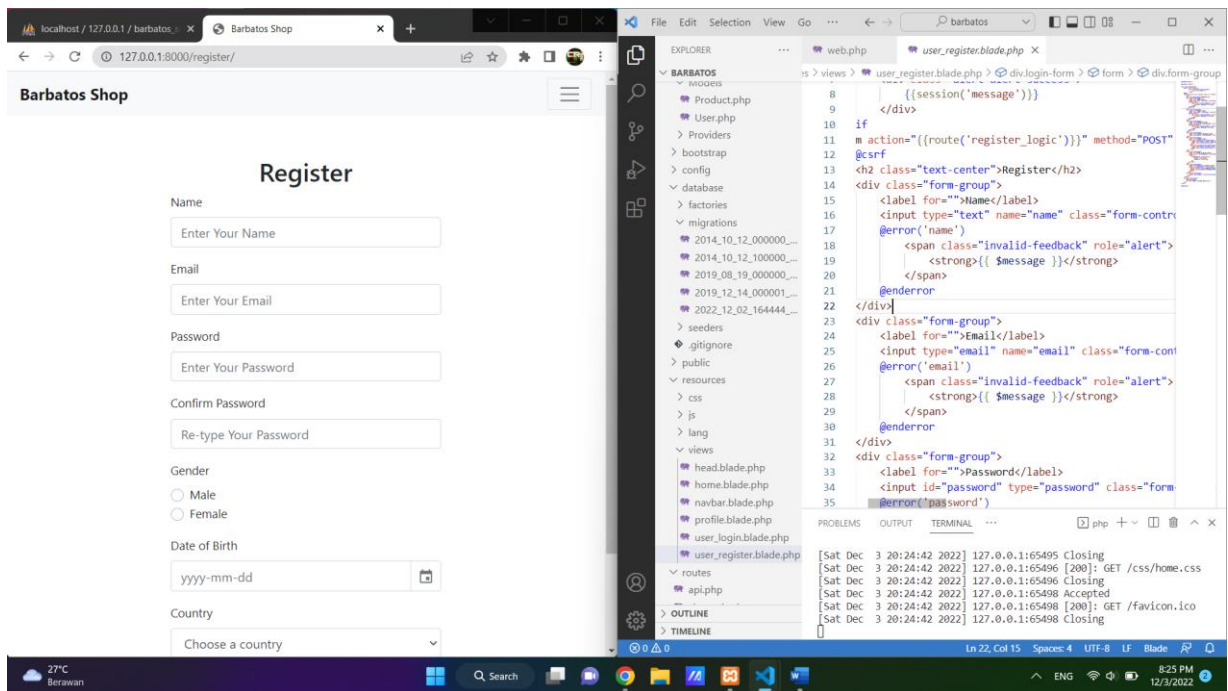 localhost / 127.0.0.1 / barbatos_s
Barbatos Shop
127.0.0.1:8000/register/
Barbatos Shop
Register
Name
Enter Your Name
Email
Enter Your Email
Password
Enter Your Password
Confirm Password
Re-type Your Password
Gender
Male
Female
Date of Birth
yyyy-mm-dd
Country
Choose a country
File Edit Selection View Go ...
barbatos
EXPLORER ...
BARBATOS
Models
Product.php
User.php
Providers
bootstrap
config
database
factories
migrations
2014_10_12_000000_...
2014_10_12_100000_...
2019_08_19_000000_...
2019_12_14_000001_...
2022_12_02_164444_...
seeders
.gitignore
public
resources
css
js
lang
views
head.blade.php
home.blade.php
navbar.blade.php
profile.blade.php
user_login.blade.php
user_register.blade.php
routes
api.php
OUTLINE
TIMELINE
web.php user_register.blade.php
es > views > user_register.blade.php > div.login-form > form > div.form-group
8 {{session('message')}}
9 </div>
10 if
11 m action="{{route('register_logic')}}" method="POST"
12 @csrf
13 <h2 class="text-center">Register</h2>
14 <div class="form-group">
15 <label for="">Name</label>
16 <input type="text" name="name" class="form-contro
17 @error('name')
18 <span class="invalid-feedback" role="alert">
19 <strong>{{ $message }}</strong>
20 </span>
21 @enderror
22 </div>
23 <div class="form-group">
24 <label for="">Email</label>
25 <input type="email" name="email" class="form-cont
26 @error('email')
27 <span class="invalid-feedback" role="alert">
28 <strong>{{ $message }}</strong>
29 </span>
30 @enderror
31 </div>
32 <div class="form-group">
33 <label for="">Password</label>
34 <input id="password" type="password" class="form-
35 @error('password')
PROBLEMS OUTPUT TERMINAL ... php
[Sat Dec 3 20:24:42 2022] 127.0.0.1:65495 Closing
[Sat Dec 3 20:24:42 2022] 127.0.0.1:65496 [200]: GET /css/home.css
[Sat Dec 3 20:24:42 2022] 127.0.0.1:65496 Closing
[Sat Dec 3 20:24:42 2022] 127.0.0.1:65498 Accepted
[Sat Dec 3 20:24:42 2022] 127.0.0.1:65498 [200]: GET /favicon.ico
[Sat Dec 3 20:24:42 2022] 127.0.0.1:65498 Closing
0 0 Ln 22, Col 15 Spaces: 4 UTF-8 LF Blade
27°C
Berawan
Search
ENG
8:25 PM
12/3/2022
2